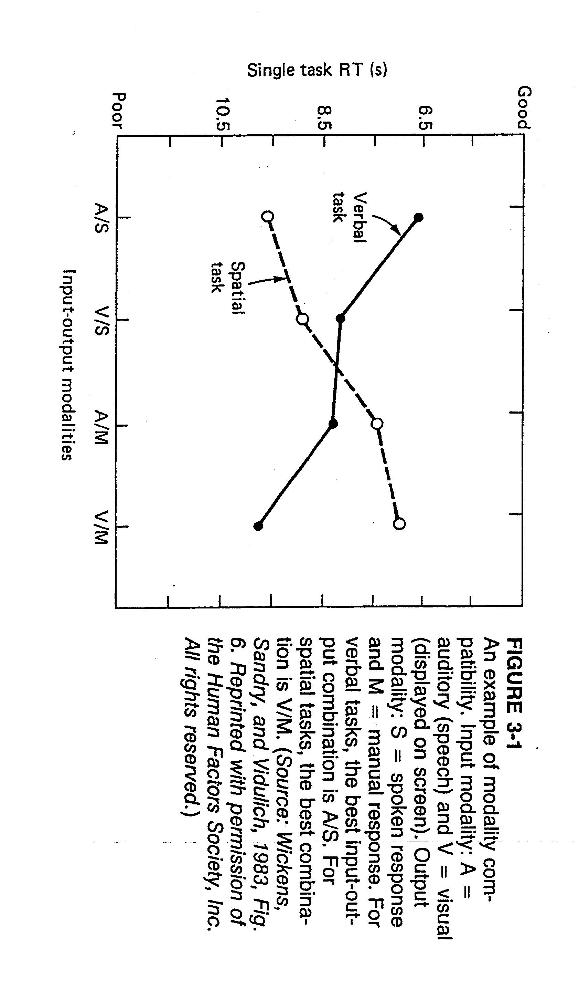 Single task RT (s)
Good
6.5
8.5
10.5
Poor
Verbal
task
Spatial
task
A/S
V/S
A/M
V/M
Input-output modalities
FIGURE 3-1
An example of modality com-
patibility. Input modality: A =
auditory (speech) and V = visual
(displayed on screen). Output
modality: S = spoken response
and M = manual response. For
verbal tasks, the best input-out-
put combination is A/S. For
spatial tasks, the best combina-
tion is V/M. (Source: Wickens,
Sandry, and Vidulich, 1983, Fig.
6. Reprinted with permission of
the Human Factors Society, Inc.
All rights reserved.)